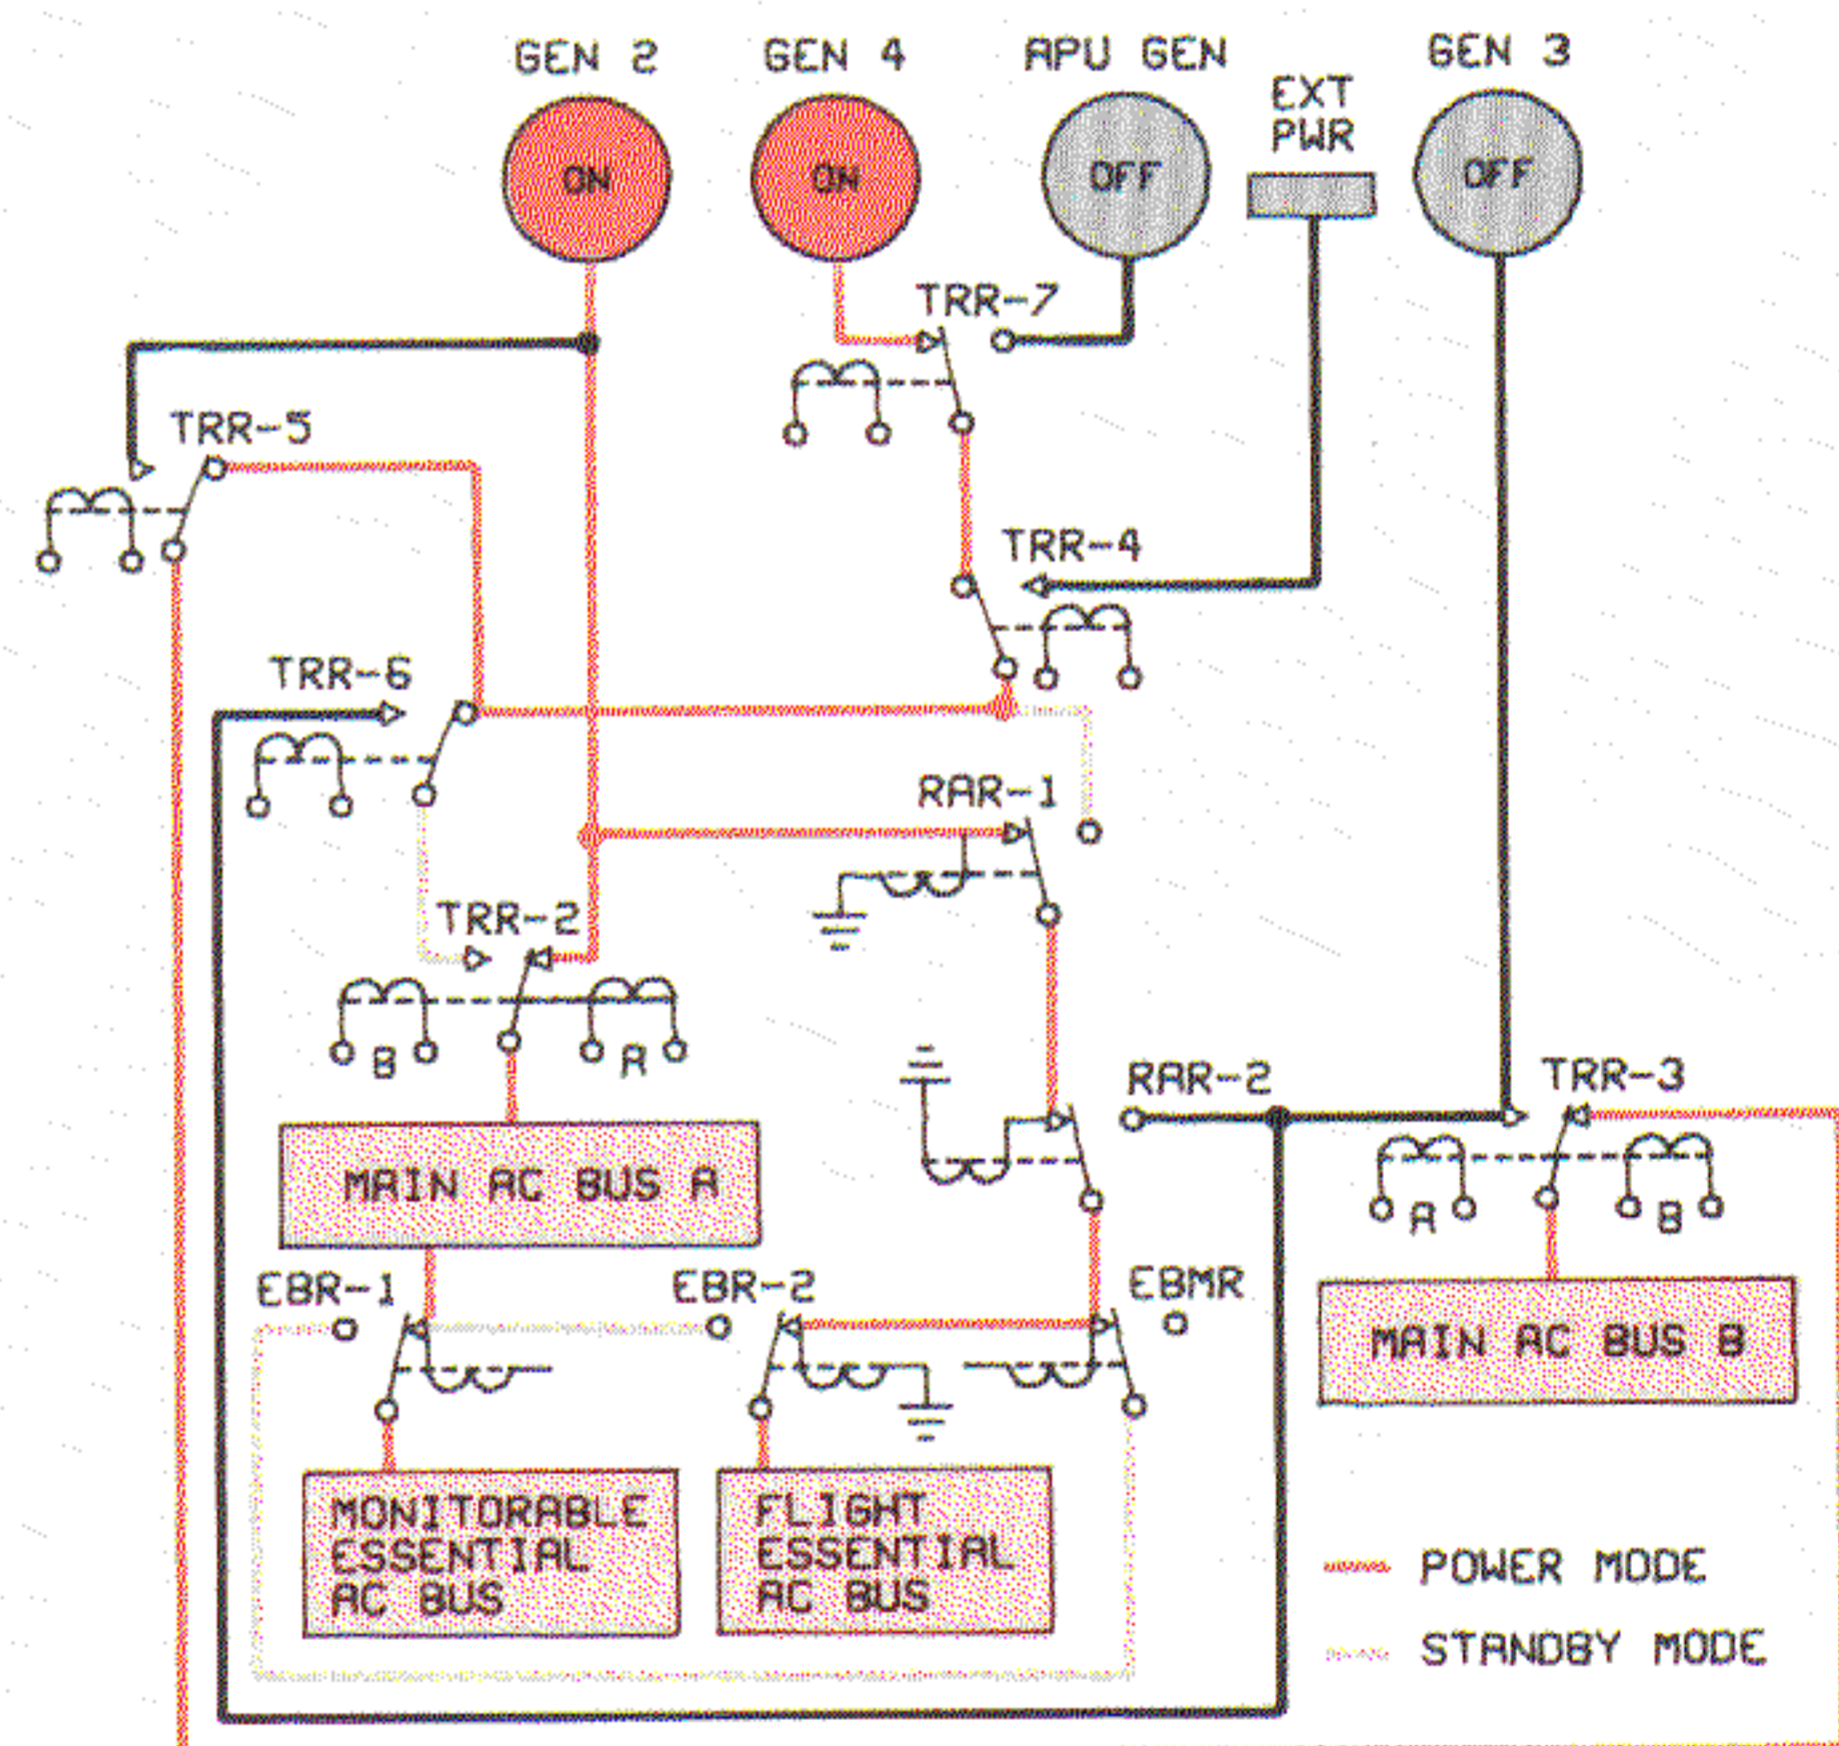 GEN 2
GEN 4
APU GEN
EXT
PWR
GEN 3
ON
ON
OFF
OFF
TRR-7
TRR-5
TRR-4
TRR-6
RAR-1
TRR-2
B
A
RAR-2
TRR-3
MAIN AC BUS A
A
B
EBR-1
EBR-2
EBMR
MAIN AC BUS B
MONITORABLE
ESSENTIAL
AC BUS
FLIGHT
ESSENTIAL
AC BUS
POWER MODE
STANDBY MODE